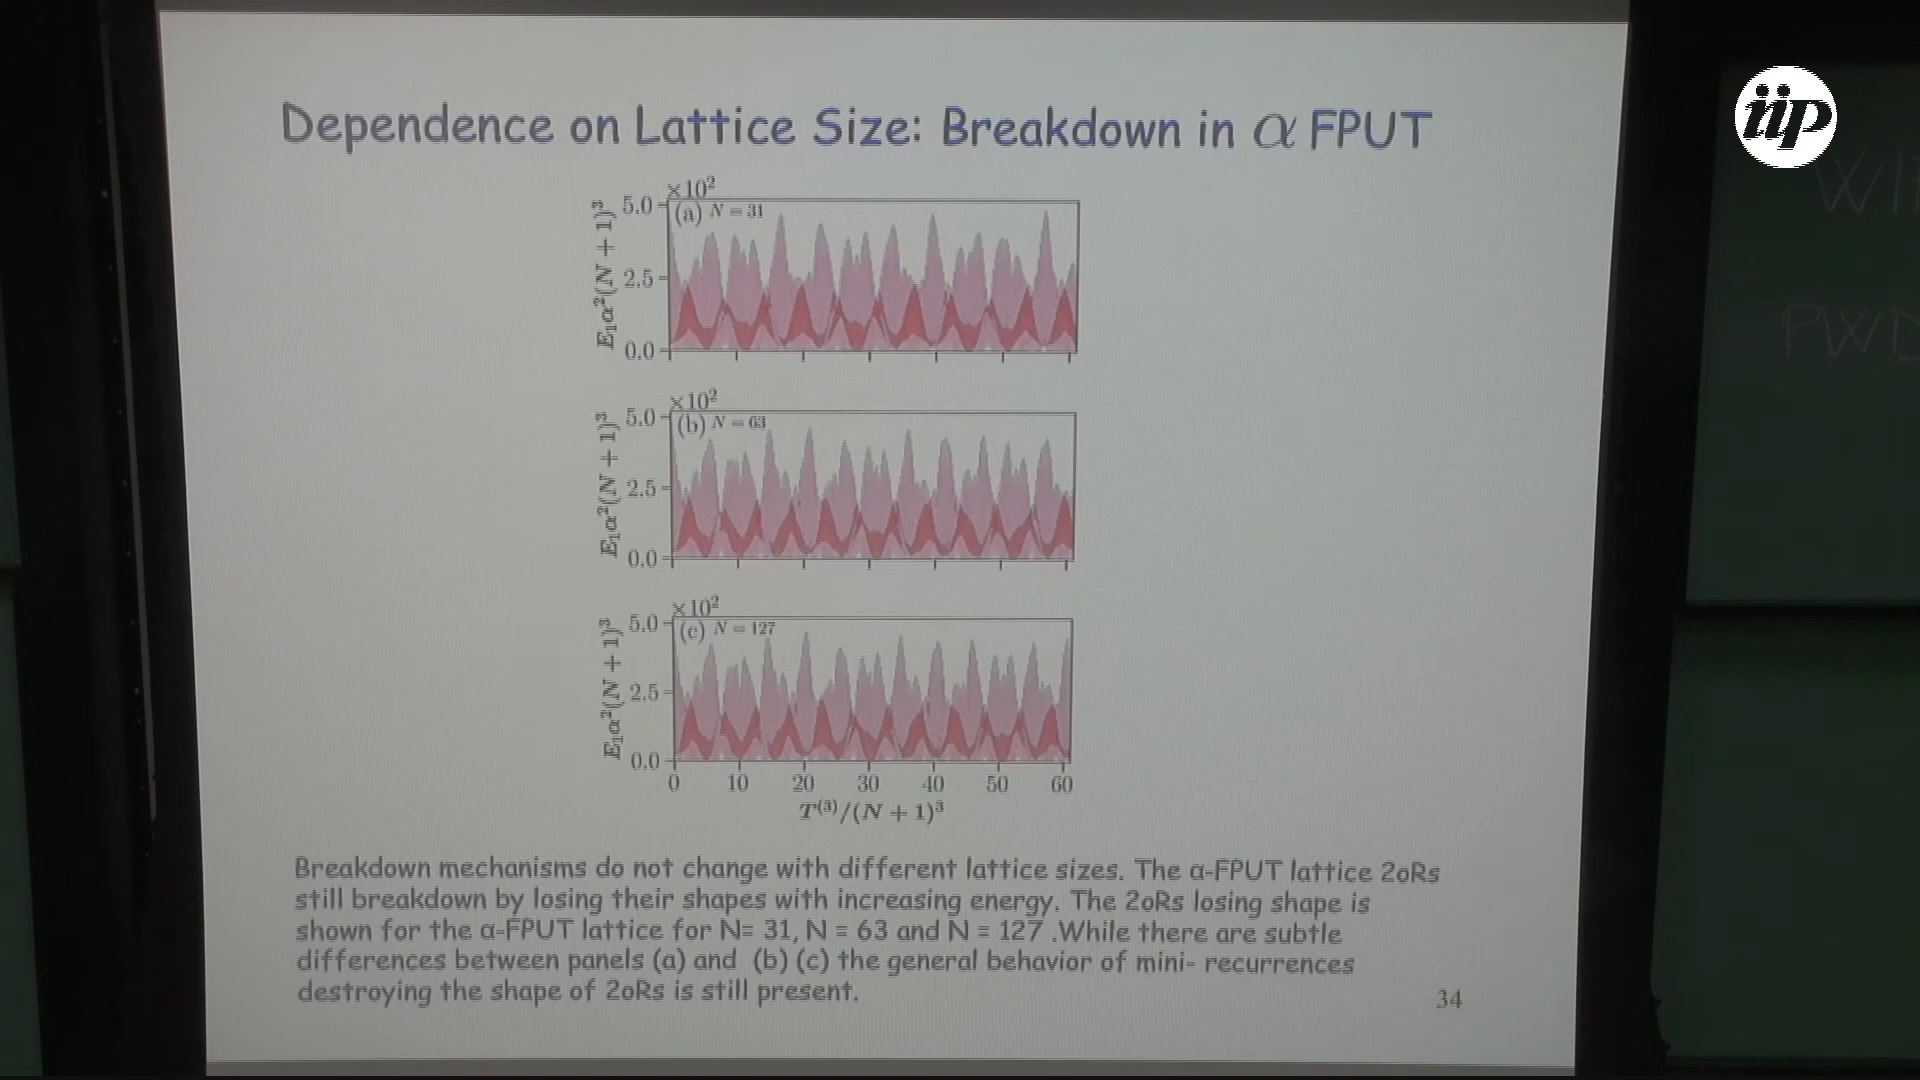 iip
Dependence on Lattice Size: Breakdown in α FPUT
×10²
(a) N = 31
5.0
2.5
0.0
E₁α²(N + 1)³
×10²
(b) N = 63
5.0
2.5
0.0
E₁α²(N + 1)³
×10²
(c) N = 127
5.0
2.5
0.0
E₁α²(N + 1)³
0 10 20 30 40 50 60
T⁽³⁾/(N + 1)³
Breakdown mechanisms do not change with different lattice sizes. The α-FPUT lattice 2oRs
still breakdown by losing their shapes with increasing energy. The 2oRs losing shape is
shown for the α-FPUT lattice for N= 31, N = 63 and N = 127 .While there are subtle
differences between panels (a) and (b) (c) the general behavior of mini- recurrences
destroying the shape of 2oRs is still present.
34